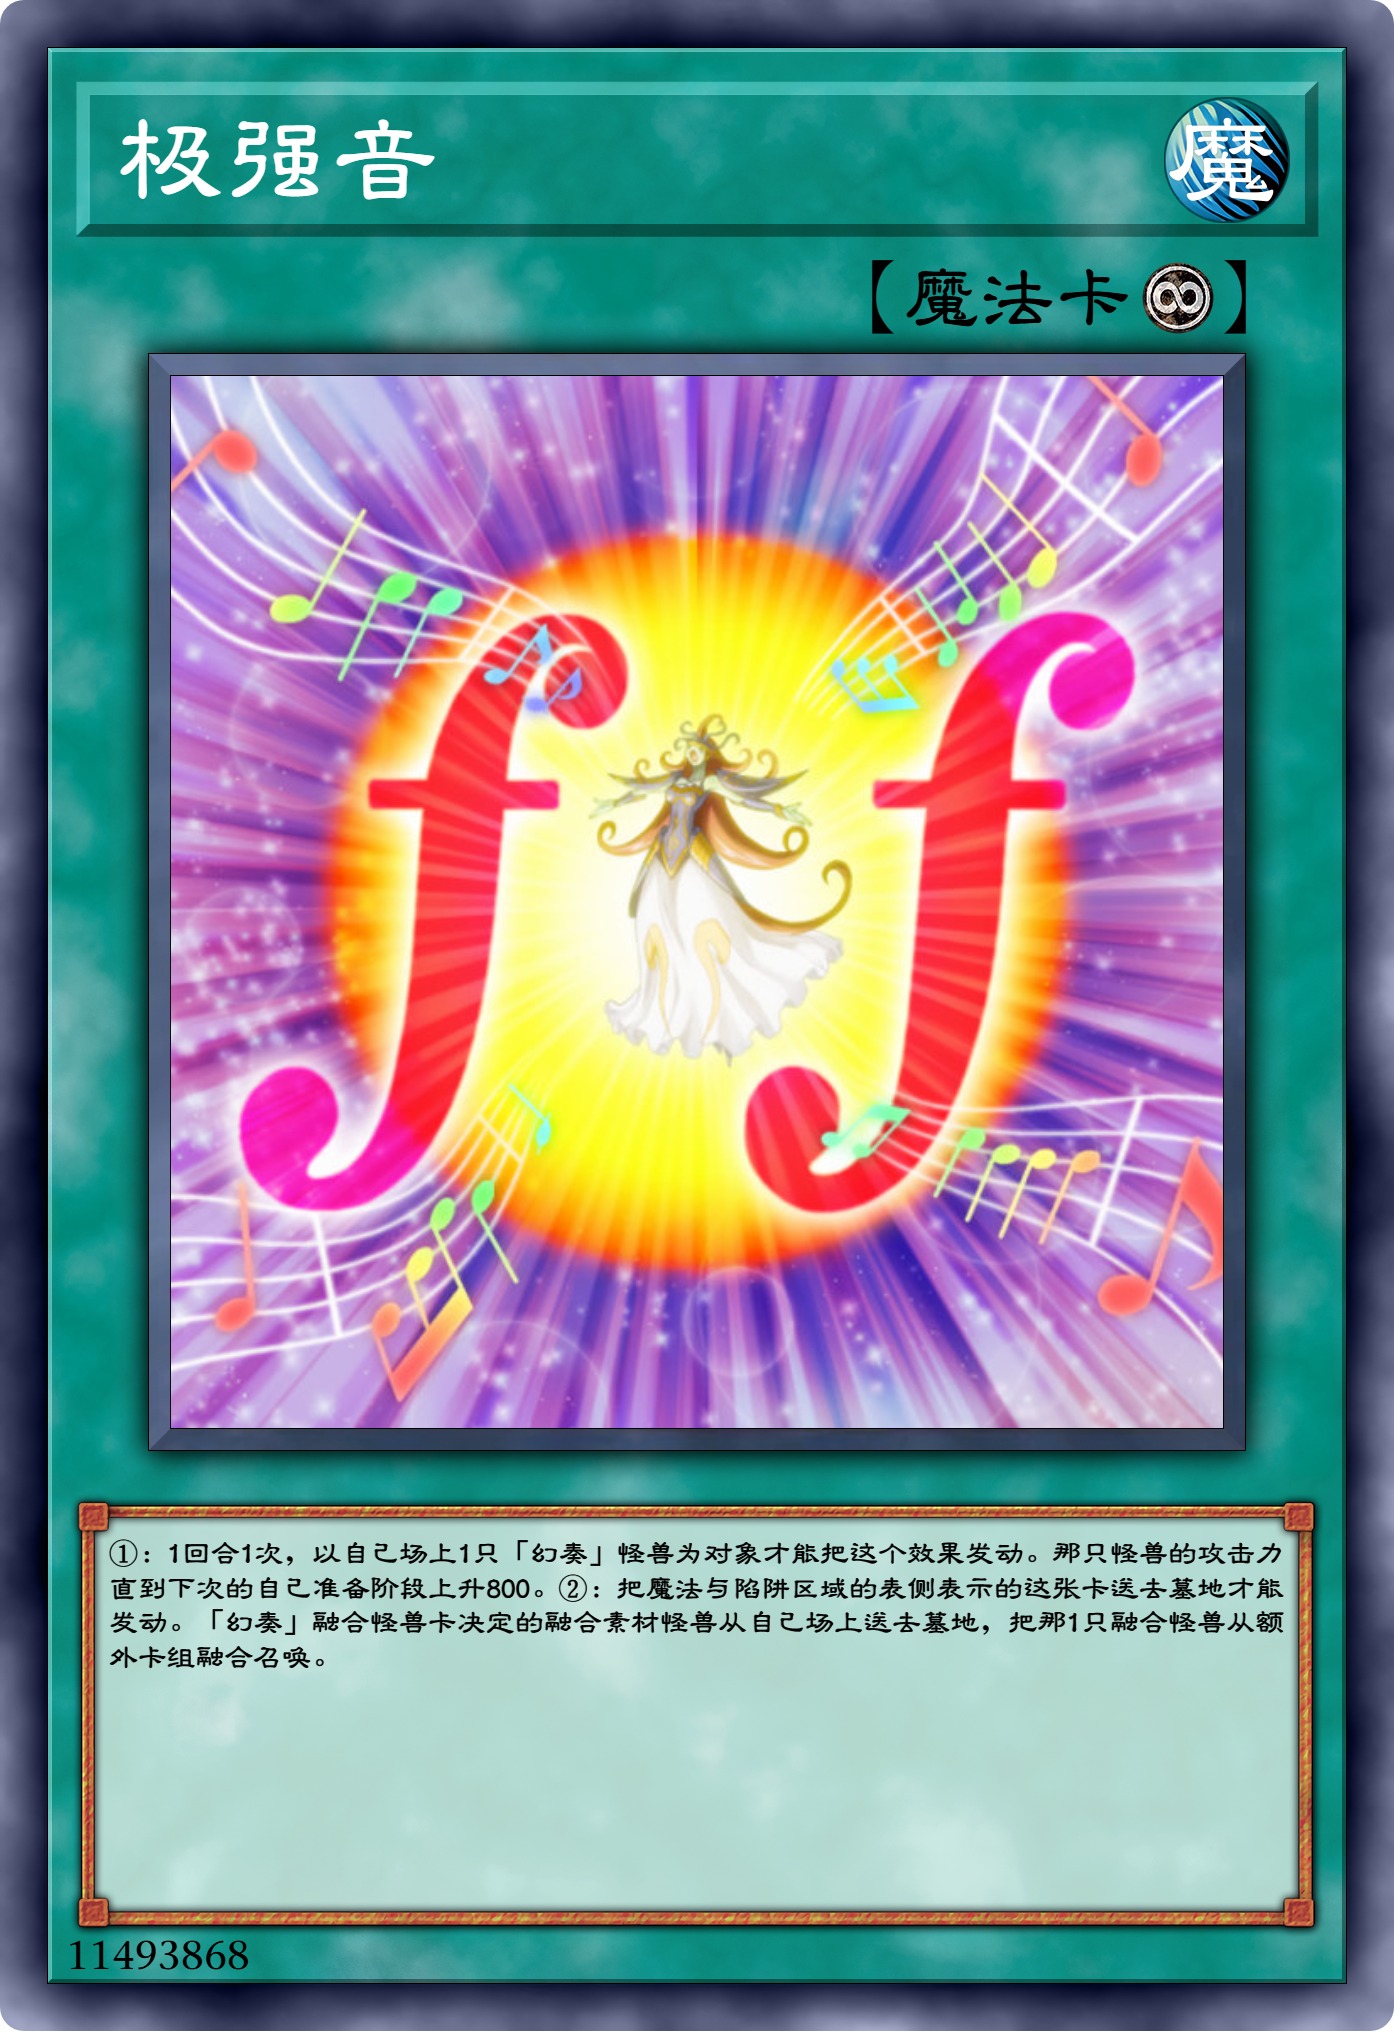 极强音
魔
【魔法卡♾】
ff
①：1回合1次，以自己场上1只「幻奏」怪兽为对象才能把这个效果发动。那只怪兽的攻击力
直到下次的自己准备阶段上升800。②：把魔法与陷阱区域的表侧表示的这张卡送去墓地才能
发动。「幻奏」融合怪兽卡决定的融合素材怪兽从自己场上送去墓地，把那1只融合怪兽从额
外卡组融合召唤。
11493868